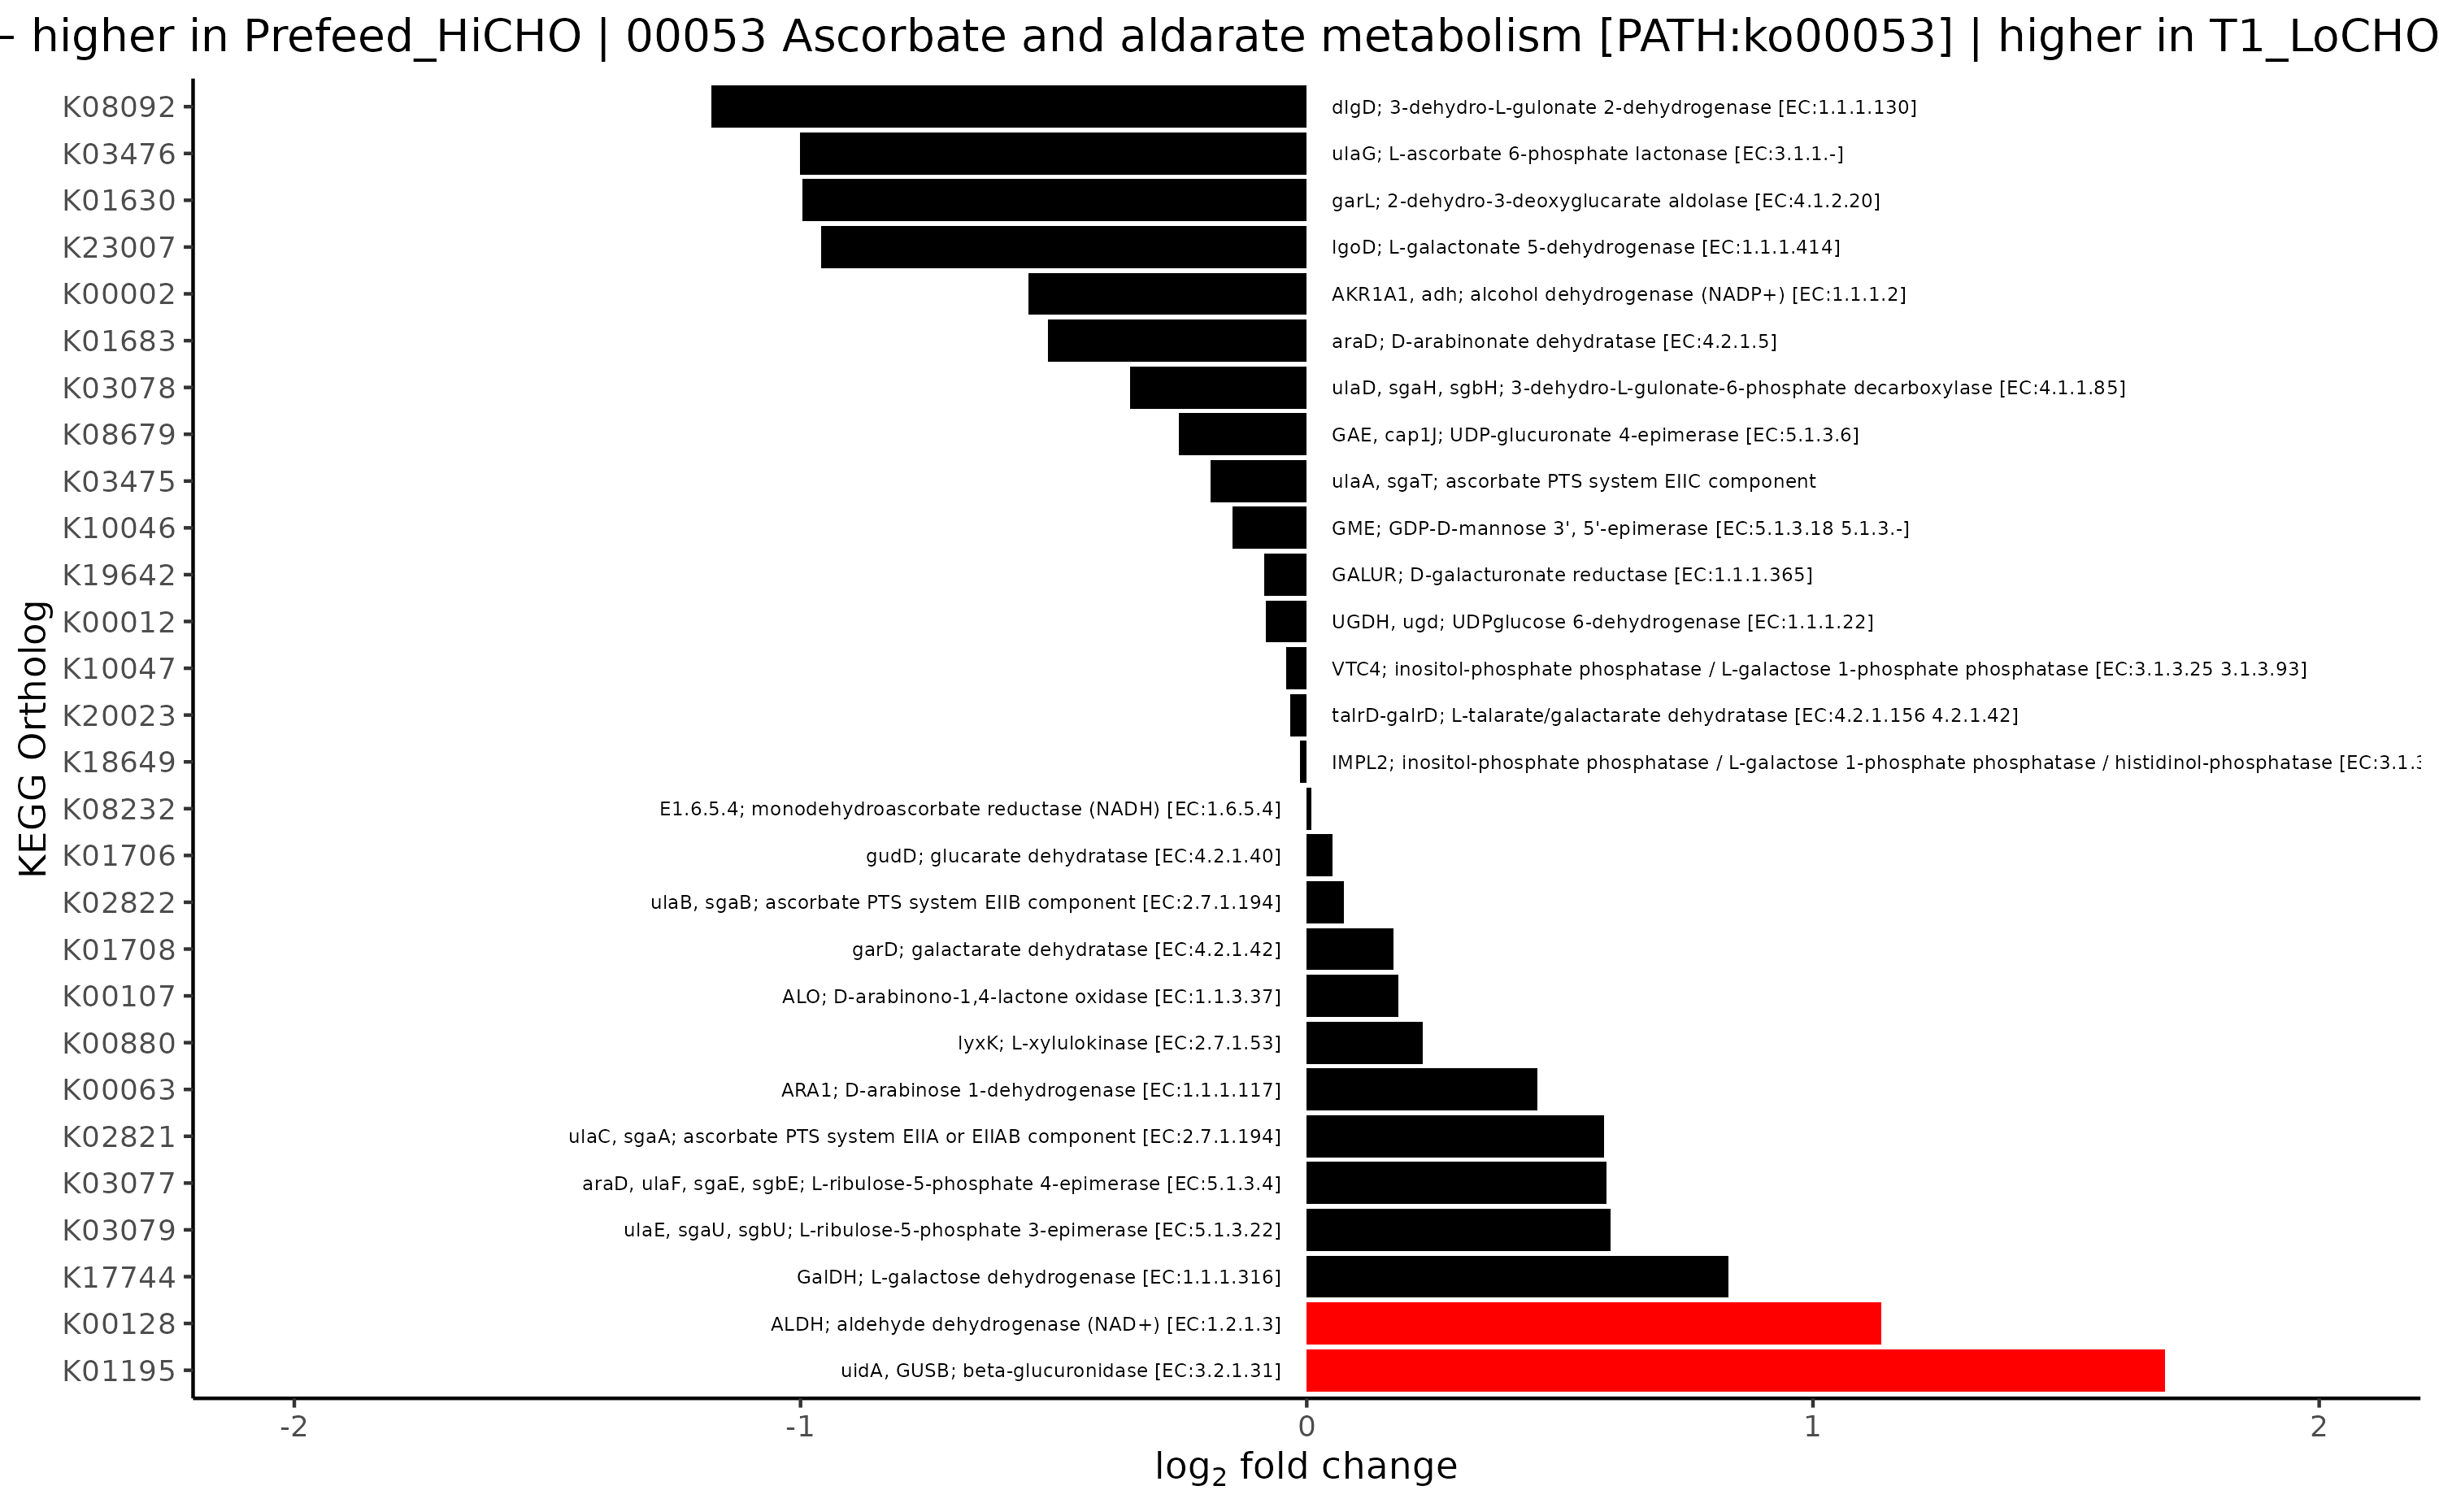 – higher in Prefeed_HiCHO | 00053 Ascorbate and aldarate metabolism [PATH:ko00053] | higher in T1_LoCHO
KEGG Ortholog
K08092 dlgD; 3-dehydro-L-gulonate 2-dehydrogenase [EC:1.1.1.130]
K03476 ulaG; L-ascorbate 6-phosphate lactonase [EC:3.1.1.-]
K01630 garL; 2-dehydro-3-deoxyglucarate aldolase [EC:4.1.2.20]
K23007 lgoD; L-galactonate 5-dehydrogenase [EC:1.1.1.414]
K00002 AKR1A1, adh; alcohol dehydrogenase (NADP+) [EC:1.1.1.2]
K01683 araD; D-arabinonate dehydratase [EC:4.2.1.5]
K03078 ulaD, sgaH, sgbH; 3-dehydro-L-gulonate-6-phosphate decarboxylase [EC:4.1.1.85]
K08679 GAE, cap1J; UDP-glucuronate 4-epimerase [EC:5.1.3.6]
K03475 ulaA, sgaT; ascorbate PTS system EIIC component
K10046 GME; GDP-D-mannose 3', 5'-epimerase [EC:5.1.3.18 5.1.3.-]
K19642 GALUR; D-galacturonate reductase [EC:1.1.1.365]
K00012 UGDH, ugd; UDPglucose 6-dehydrogenase [EC:1.1.1.22]
K10047 VTC4; inositol-phosphate phosphatase / L-galactose 1-phosphate phosphatase [EC:3.1.3.25 3.1.3.93]
K20023 talrD-galrD; L-talarate/galactarate dehydratase [EC:4.2.1.156 4.2.1.42]
K18649 IMPL2; inositol-phosphate phosphatase / L-galactose 1-phosphate phosphatase / histidinol-phosphatase [EC:3.1.3
K08232 E1.6.5.4; monodehydroascorbate reductase (NADH) [EC:1.6.5.4]
K01706 gudD; glucarate dehydratase [EC:4.2.1.40]
K02822 ulaB, sgaB; ascorbate PTS system EIIB component [EC:2.7.1.194]
K01708 garD; galactarate dehydratase [EC:4.2.1.42]
K00107 ALO; D-arabinono-1,4-lactone oxidase [EC:1.1.3.37]
K00880 lyxK; L-xylulokinase [EC:2.7.1.53]
K00063 ARA1; D-arabinose 1-dehydrogenase [EC:1.1.1.117]
K02821 ulaC, sgaA; ascorbate PTS system EIIA or EIIAB component [EC:2.7.1.194]
K03077 araD, ulaF, sgaE, sgbE; L-ribulose-5-phosphate 4-epimerase [EC:5.1.3.4]
K03079 ulaE, sgaU, sgbU; L-ribulose-5-phosphate 3-epimerase [EC:5.1.3.22]
K17744 GalDH; L-galactose dehydrogenase [EC:1.1.1.316]
K00128 ALDH; aldehyde dehydrogenase (NAD+) [EC:1.2.1.3]
K01195 uidA, GUSB; beta-glucuronidase [EC:3.2.1.31]
-2 -1 0 1 2
log2 fold change